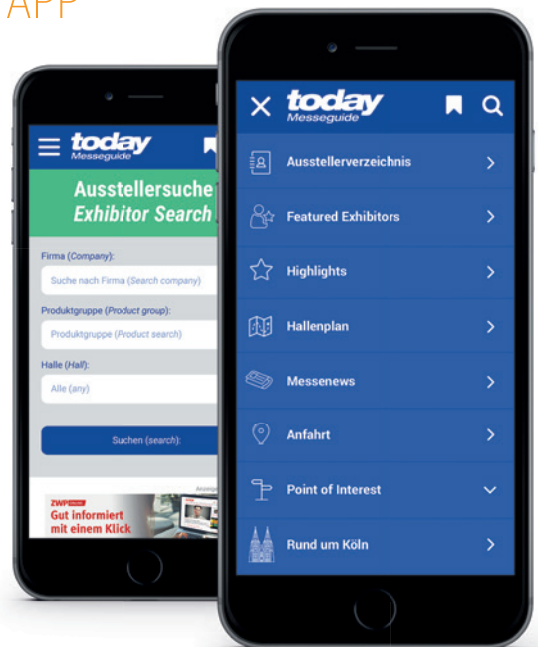 APP
today
Messeguide
Ausstellersuche
Exhibitor Search
Firma (Company):
Suche nach Firma (Search company)
Produktgruppe (Product group):
Produktgruppe (Product search)
Halle (Hall):
Alle (any)
Suchen (search):
ZWP ONLINE
Gut informiert
mit einem Klick
today
Messeguide
Ausstellerverzeichnis
Featured Exhibitors
Highlights
Hallenplan
Messenews
Anfahrt
Point of Interest
Rund um Köln